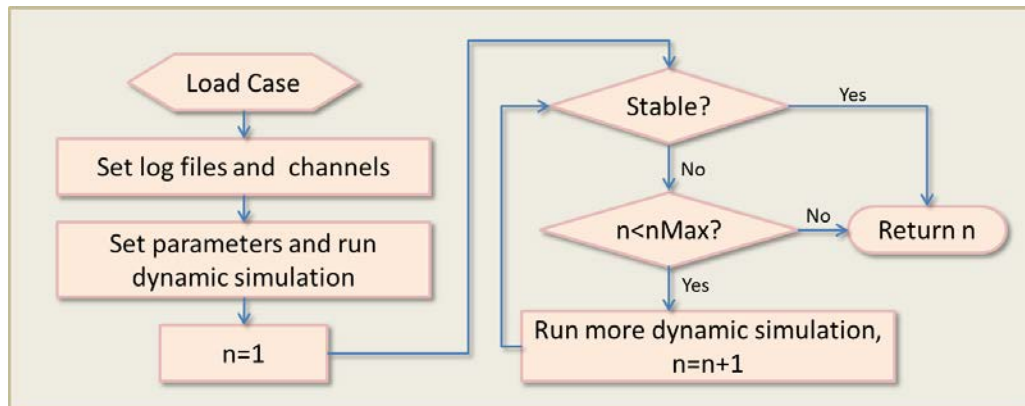 Load Case
Set log files and channels
Set parameters and run
dynamic simulation
n=1
Stable?
Yes
No
n<nMax?
No
Return n
Yes
Run more dynamic simulation,
n=n+1